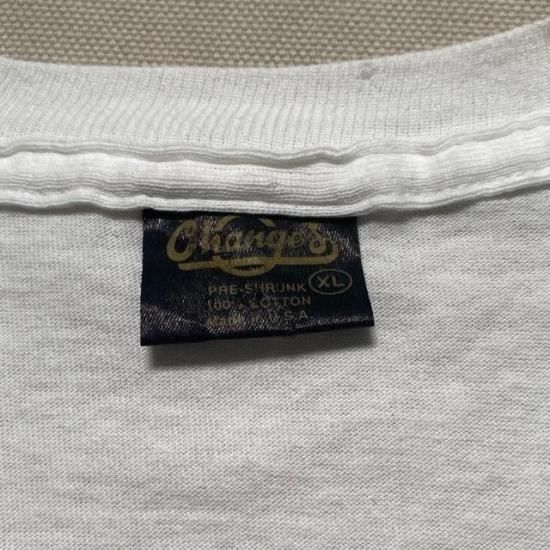 Changes
PRE-SHRUNK XL
100% COTTON
Made in U.S.A